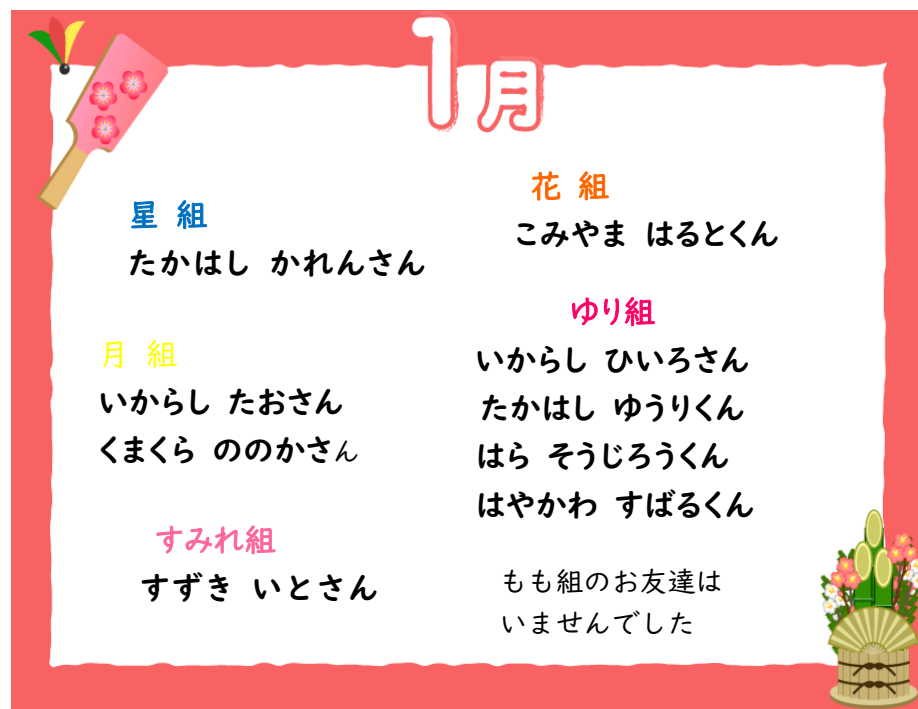 1月
星 組
たかはし かれんさん
月 組
いからし たおさん
くまくら ののかさん
すみれ組
すずき いとさん
花 組
こみやま はるとくん
ゆり組
いからし ひいろさん
たかはし ゆうりくん
はら そうじろうくん
はやかわ すばるくん
もも組のお友達は
いませんでした